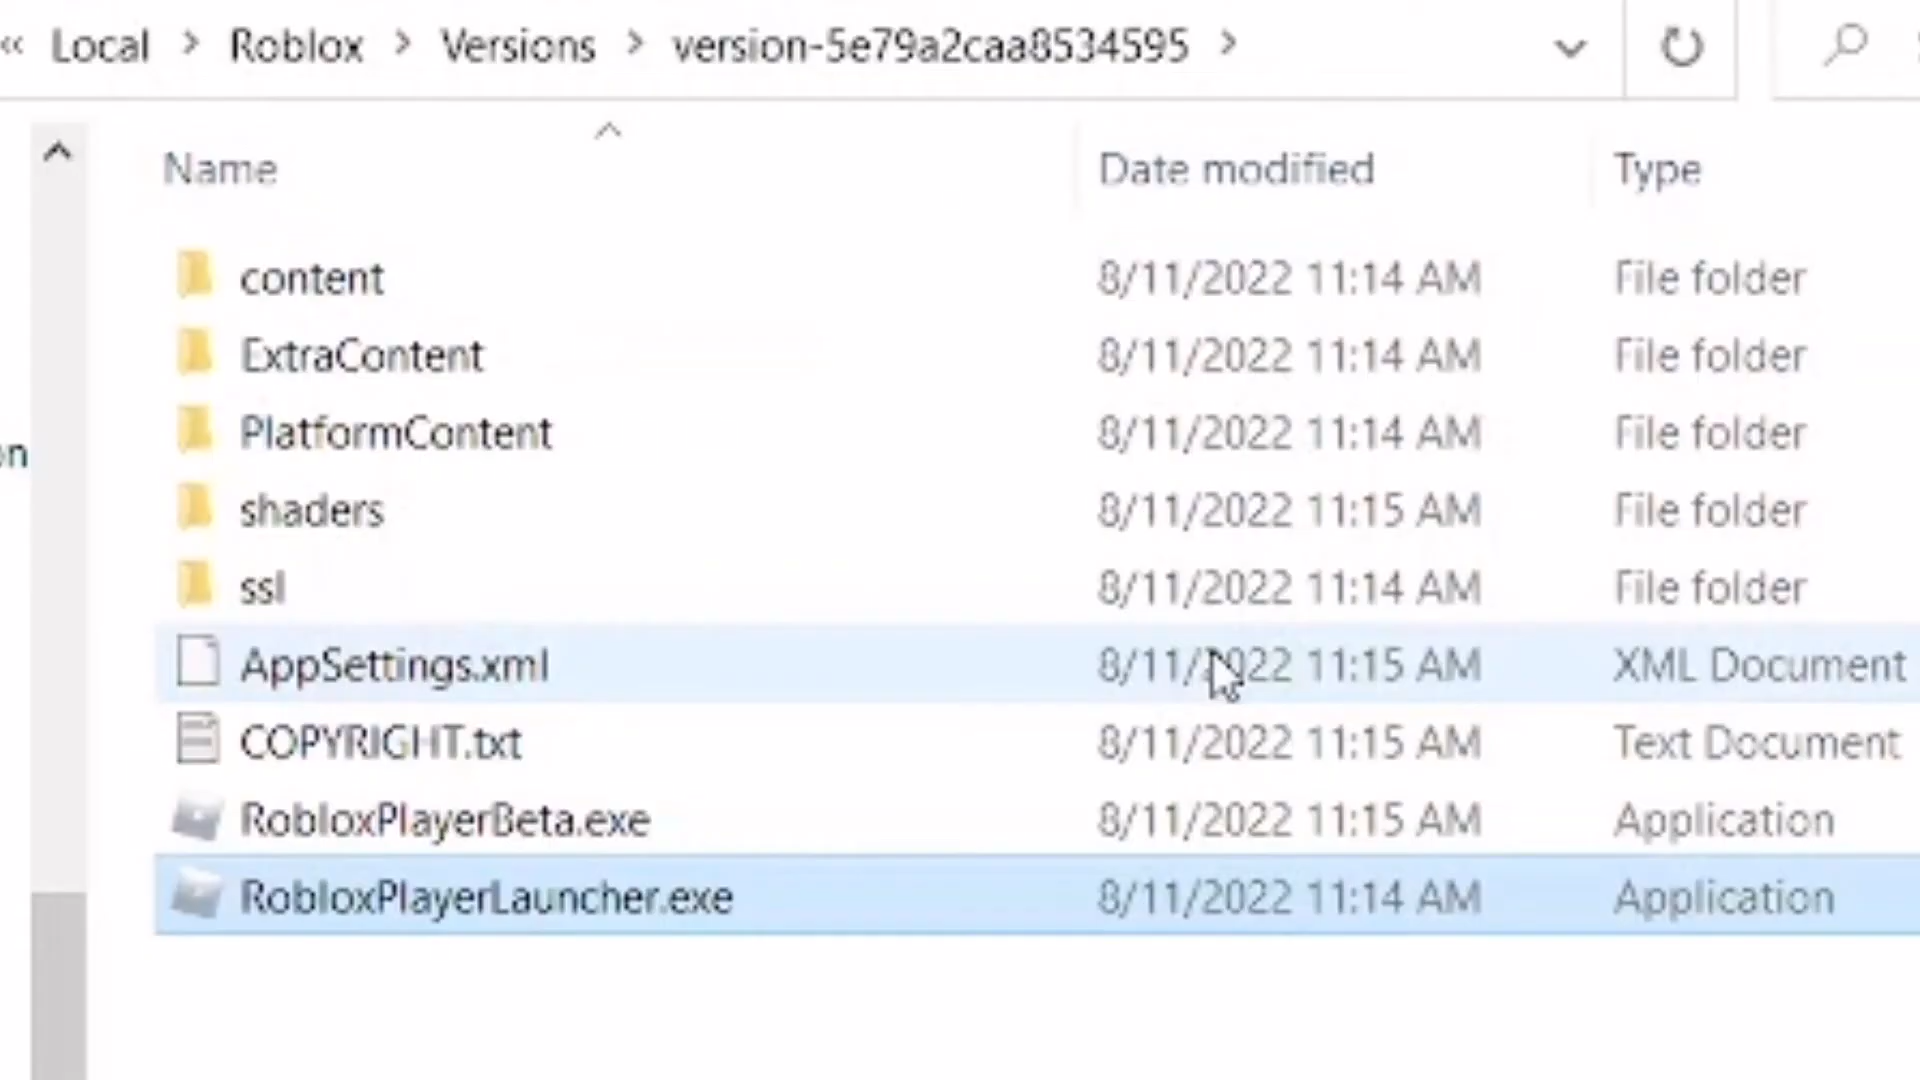 « Local > Roblox > Versions > version-5e79a2caa8534595 >
Name Date modified Type
content 8/11/2022 11:14 AM File folder
ExtraContent 8/11/2022 11:14 AM File folder
PlatformContent 8/11/2022 11:14 AM File folder
shaders 8/11/2022 11:15 AM File folder
ssl 8/11/2022 11:14 AM File folder
AppSettings.xml 8/11/2022 11:15 AM XML Document
COPYRIGHT.txt 8/11/2022 11:15 AM Text Document
RobloxPlayerBeta.exe 8/11/2022 11:15 AM Application
RobloxPlayerLauncher.exe 8/11/2022 11:14 AM Application